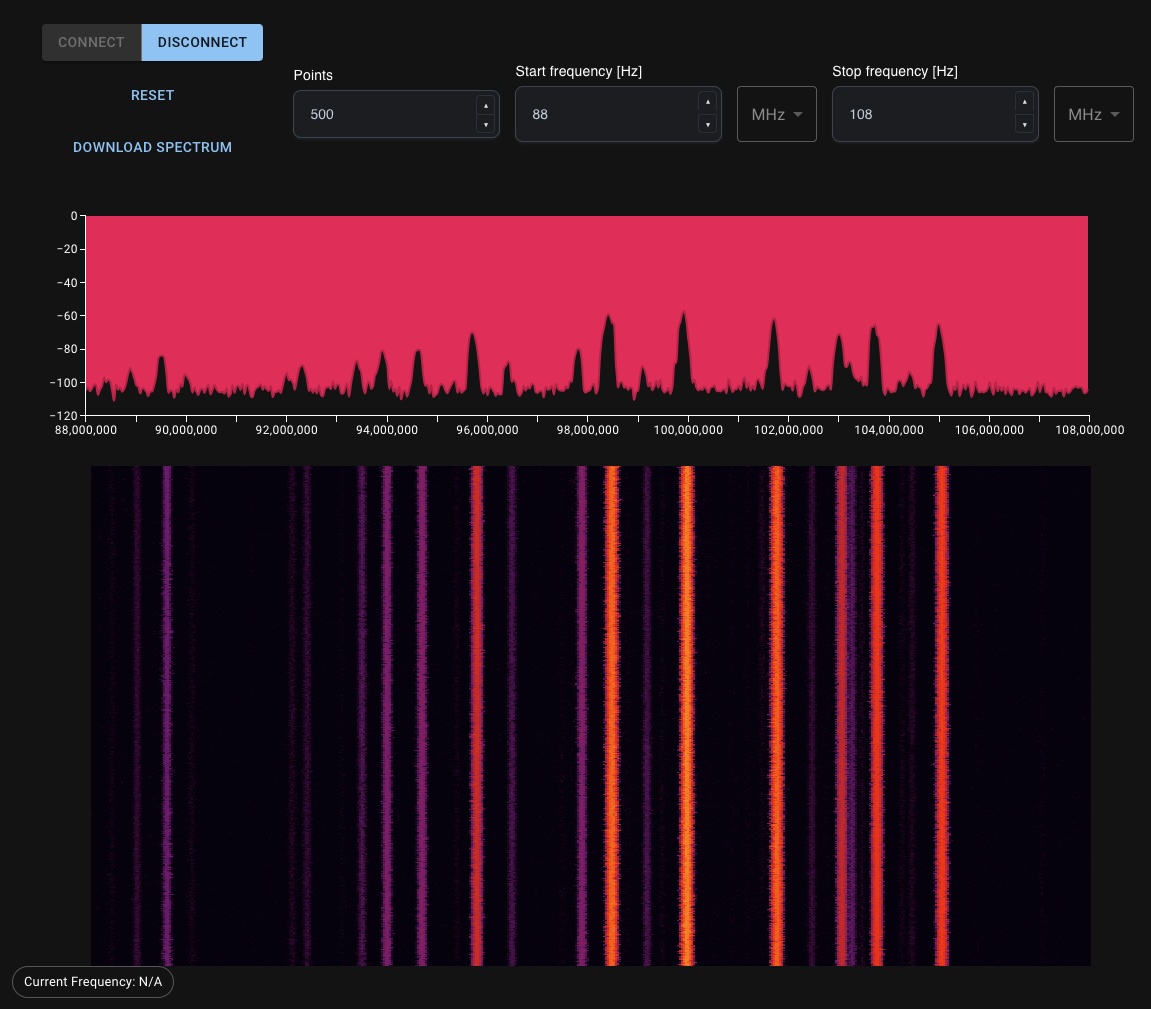 CONNECT DISCONNECT
RESET
DOWNLOAD SPECTRUM
Points
500
Start frequency [Hz]
88
MHz
Stop frequency [Hz]
108
MHz
0
−20
−40
−60
−80
−100
−120
88,000,000 90,000,000 92,000,000 94,000,000 96,000,000 98,000,000 100,000,000 102,000,000 104,000,000 106,000,000 108,000,000
Current Frequency: N/A